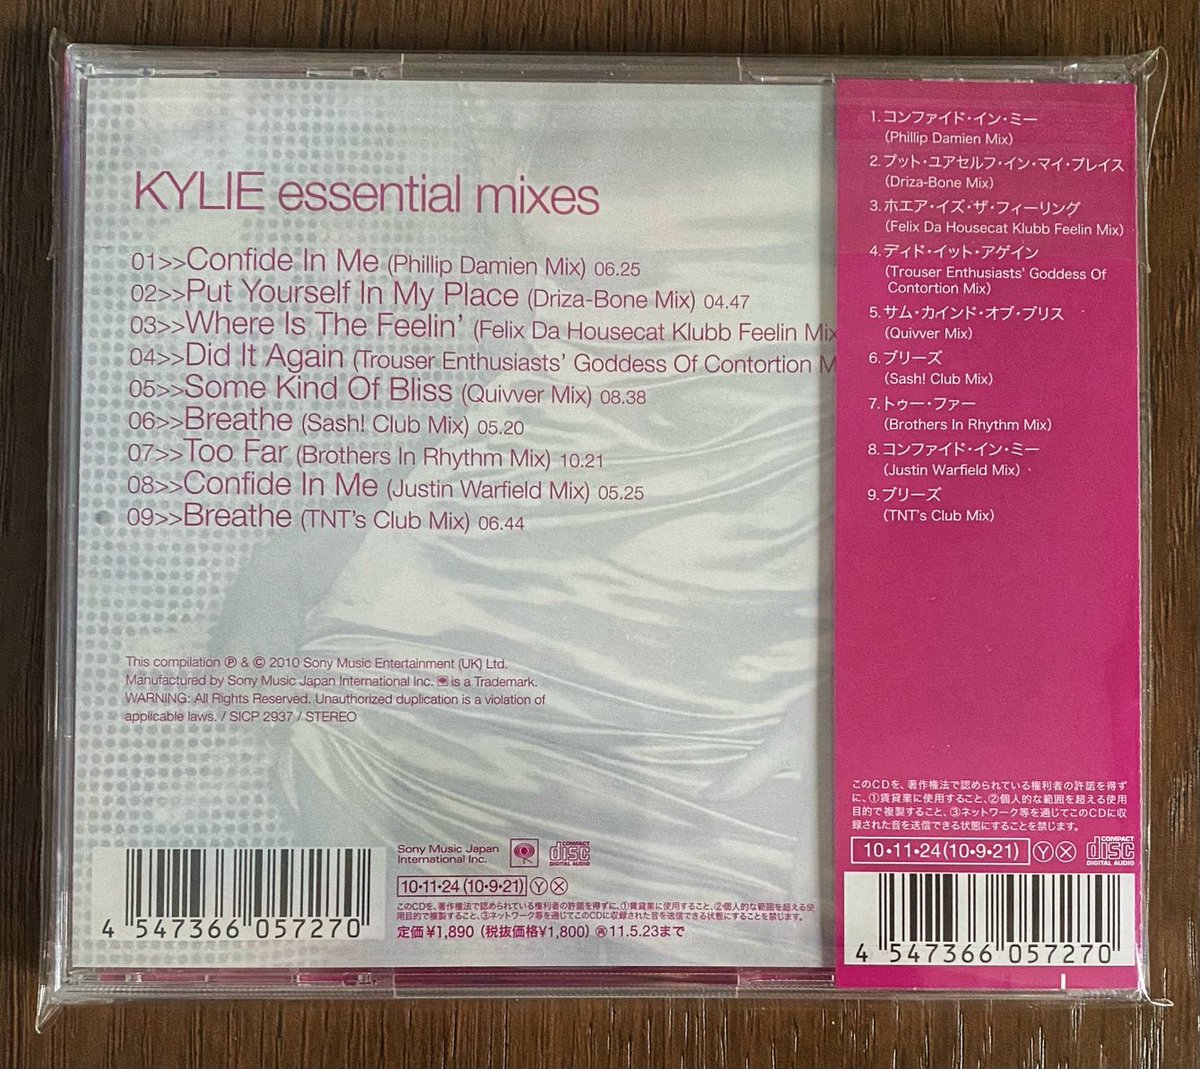 KYLIE essential mixes
01>>Confide In Me (Phillip Damien Mix) 06.25
02>>Put Yourself In My Place (Driza-Bone Mix) 04.47
03>>Where Is The Feelin' (Felix Da Housecat Klubb Feelin Mix
04>>Did It Again (Trouser Enthusiasts' Goddess Of Contortion M
05>>Some Kind Of Bliss (Quivver Mix) 08.38
06>>Breathe (Sash! Club Mix) 05.20
07>>Too Far (Brothers In Rhythm Mix) 10.21
08>>Confide In Me (Justin Warfield Mix) 05.25
09>>Breathe (TNT's Club Mix) 06.44
This compilation ℗ & © 2010 Sony Music Entertainment (UK) Ltd.
Manufactured by Sony Music Japan International Inc. is a Trademark.
WARNING: All Rights Reserved. Unauthorized duplication is a violation of
applicable laws. / SICP 2937 / STEREO
4 547366 057270
Sony Music Japan
International Inc.
COMPACT
disc
DIGITAL AUDIO
10・11・24(10・9・21) Ⓨ Ⓧ
このCDを、著作権法で認められている権利者の許諾を得ずに、①賃貸業に使用すること、②個人的な範囲を超える使
用目的で複製すること、③ネットワーク等を通じてこのCDに収録された音を送信できる状態にすることを禁じます。
定価¥1,890 (税抜価格¥1,800) ㊢11.5.23まで
1.コンファイド・イン・ミー
(Phillip Damien Mix)
2.プット・ユアセルフ・イン・マイ・プレイス
(Driza-Bone Mix)
3.ホエア・イズ・ザ・フィーリング
(Felix Da Housecat Klubb Feelin Mix)
4.ディド・イット・アゲイン
(Trouser Enthusiasts' Goddess Of
Contortion Mix)
5.サム・カインド・オブ・ブリス
(Quivver Mix)
6.ブリーズ
(Sash! Club Mix)
7.トゥー・ファー
(Brothers In Rhythm Mix)
8.コンファイド・イン・ミー
(Justin Warfield Mix)
9.ブリーズ
(TNT's Club Mix)
このCDを、著作権法で認められている権利者の許諾を得ず
に、①賃貸業に使用すること、②個人的な範囲を超える使用
目的で複製すること、③ネットワーク等を通じてこのCDに収
録された音を送信できる状態にすることを禁じます。
10・11・24(10・9・21) Ⓨ Ⓧ
COMPACT
disc
DIGITAL AUDIO
4 547366 057270